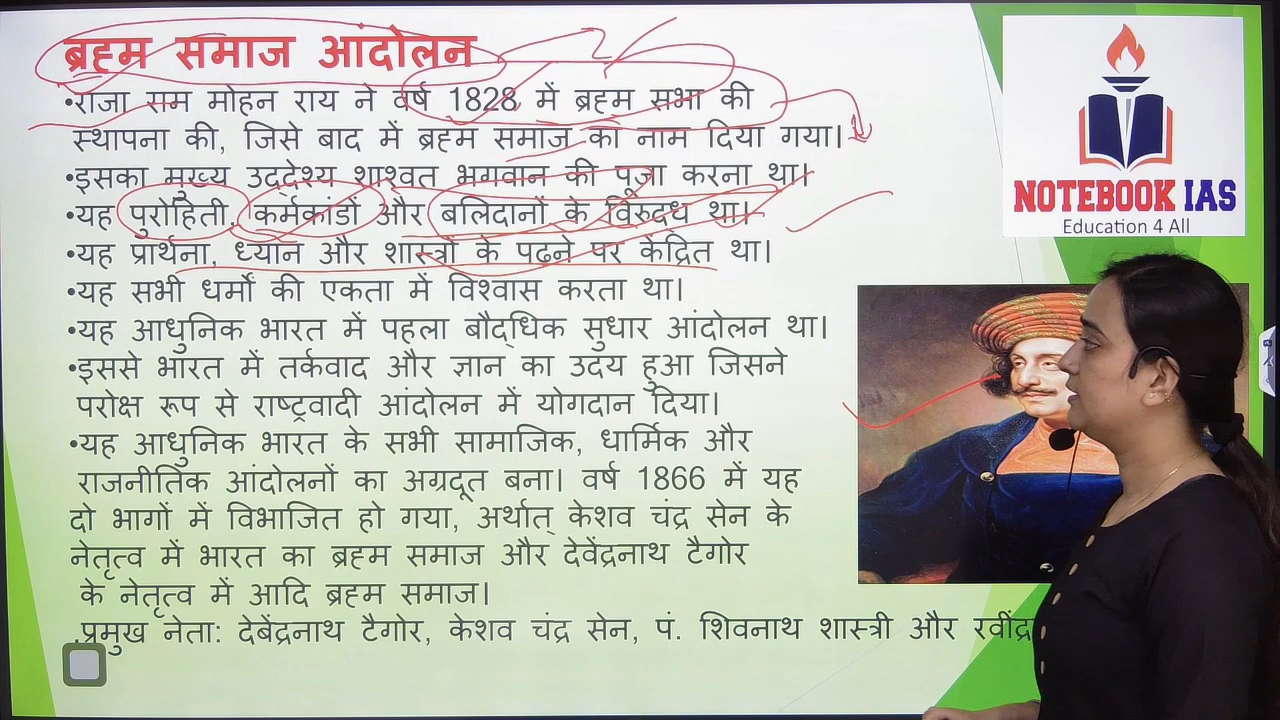 ब्रह्म समाज आंदोलन
•राजा राम मोहन राय ने वर्ष 1828 में ब्रह्म सभा की
स्थापना की, जिसे बाद में ब्रह्म समाज का नाम दिया गया।
•इसका मुख्य उद्देश्य शाश्वत भगवान की पूजा करना था।
•यह पुरोहिती, कर्मकांडों और बलिदानों के विरुद्ध था।
•यह प्रार्थना, ध्यान और शास्त्रों के पढने पर केंद्रित था।
•यह सभी धर्मों की एकता में विश्वास करता था।
•यह आधुनिक भारत में पहला बौद्धिक सुधार आंदोलन था।
•इससे भारत में तर्कवाद और ज्ञान का उदय हुआ जिसने
परोक्ष रूप से राष्ट्रवादी आंदोलन में योगदान दिया।
•यह आधुनिक भारत के सभी सामाजिक, धार्मिक और
राजनीतिक आंदोलनों का अग्रदूत बना। वर्ष 1866 में यह
दो भागों में विभाजित हो गया, अर्थात् केशव चंद्र सेन के
नेतृत्व में भारत का ब्रह्म समाज और देवेंद्रनाथ टैगोर
के नेतृत्व में आदि ब्रह्म समाज।
.प्रमुख नेता: देबेंद्रनाथ टैगोर, केशव चंद्र सेन, पं. शिवनाथ शास्त्री और रवींद्र
NOTEBOOK IAS
Education 4 All